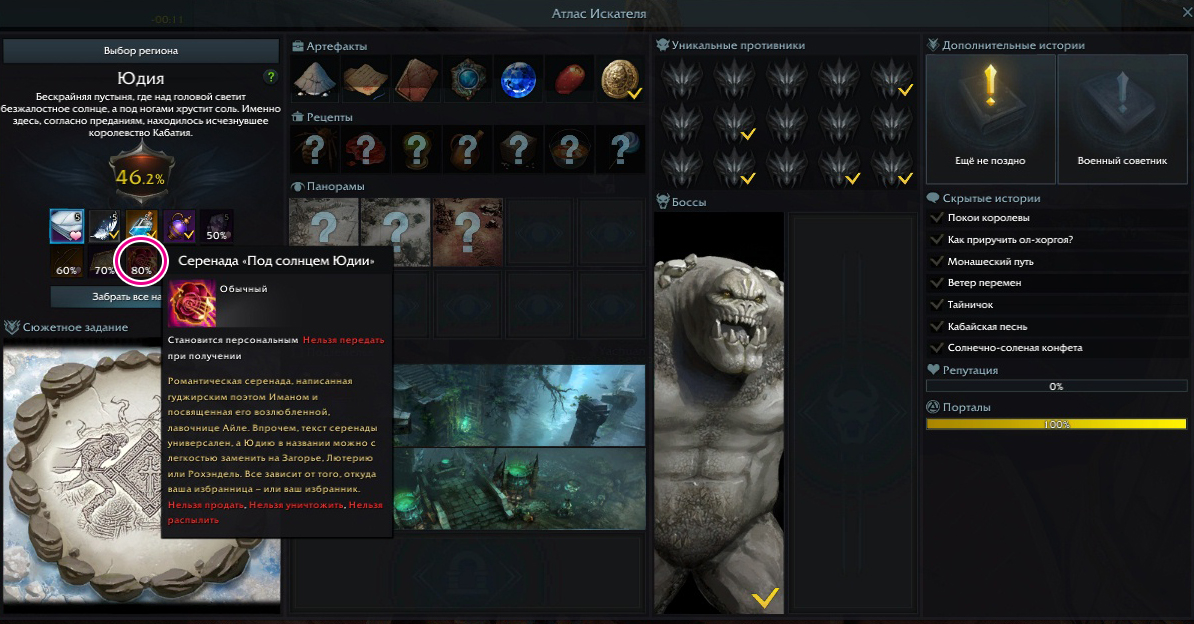 -00:11
Атлас Искателя
Выбор региона
Юдия
?
Бескрайняя пустыня, где над головой светит
безжалостное солнце, а под ногами хрустит соль. Именно
здесь, согласно преданиям, находилось исчезнувшее
королевство Кабатия.
46.2%
5
5
5
50%
60%
70%
80%
Забрать все на
Сюжетное задание
Серенада «Под солнцем Юдии»
Обычный
Становится персональным Нельзя передать
при получении
Романтическая серенада, написанная
гуджирским поэтом Иманом и
посвященная его возлюбленной,
лавочнице Айле. Впрочем, текст серенады
универсален, а Юдию в названии можно с
легкостью заменить на Загорье, Лютерию
или Рохэндель. Все зависит от того, откуда
ваша избранница – или ваш избранник.
Нельзя продать, Нельзя уничтожить, Нельзя
распылить
Артефакты
Рецепты
? ? ? ? ? ? ?
Панорамы
? ? ?
Уникальные противники
Боссы
Дополнительные истории
Ещё не поздно
Военный советник
Скрытые истории
Покои королевы
Как приручить ол-хоргоя?
Монашеский путь
Ветер перемен
Тайничок
Кабайская песнь
Солнечно-соленая конфета
Репутация
0%
Порталы
100%